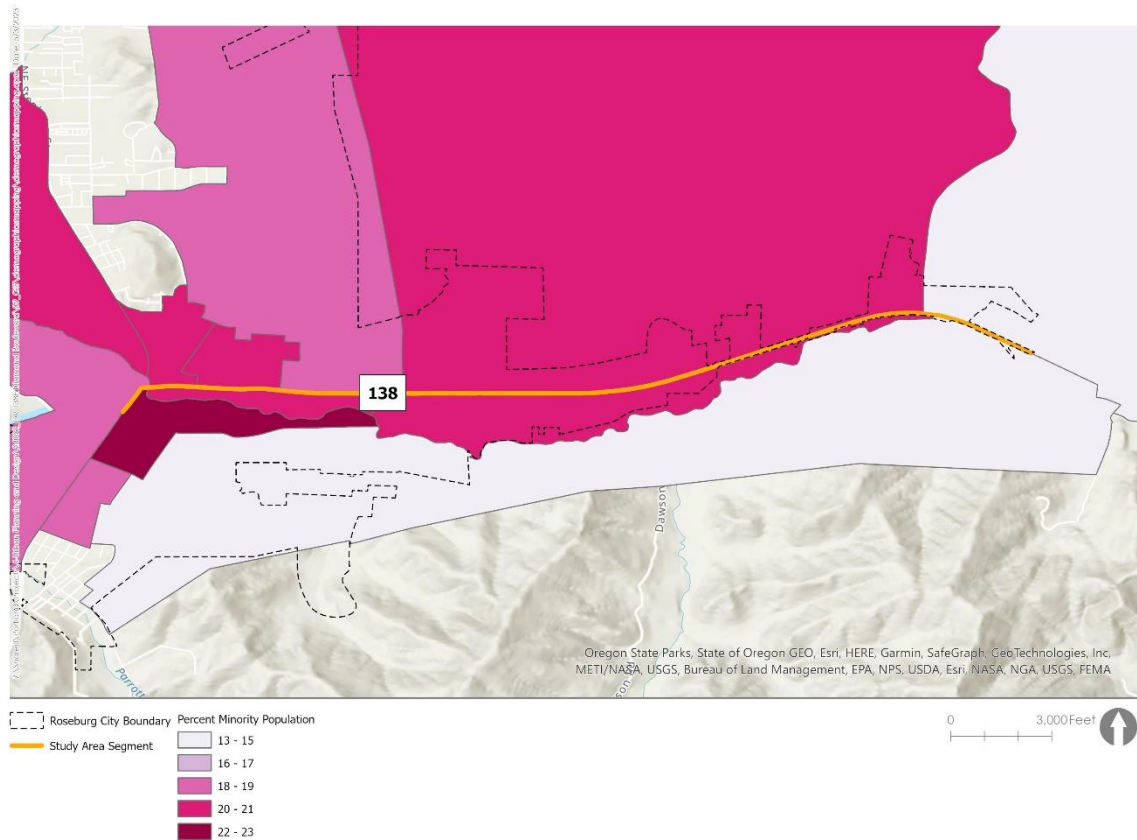 138
Dawson
Parrott
Oregon State Parks, State of Oregon GEO, Esri, HERE, Garmin, SafeGraph, GeoTechnologies, Inc,
METI/NASA, USGS, Bureau of Land Management, EPA, NPS, USDA, Esri, NASA, NGA, USGS, FEMA
Roseburg City Boundary
Study Area Segment
Percent Minority Population
13 - 15
16 - 17
18 - 19
20 - 21
22 - 23
0 3,000 Feet